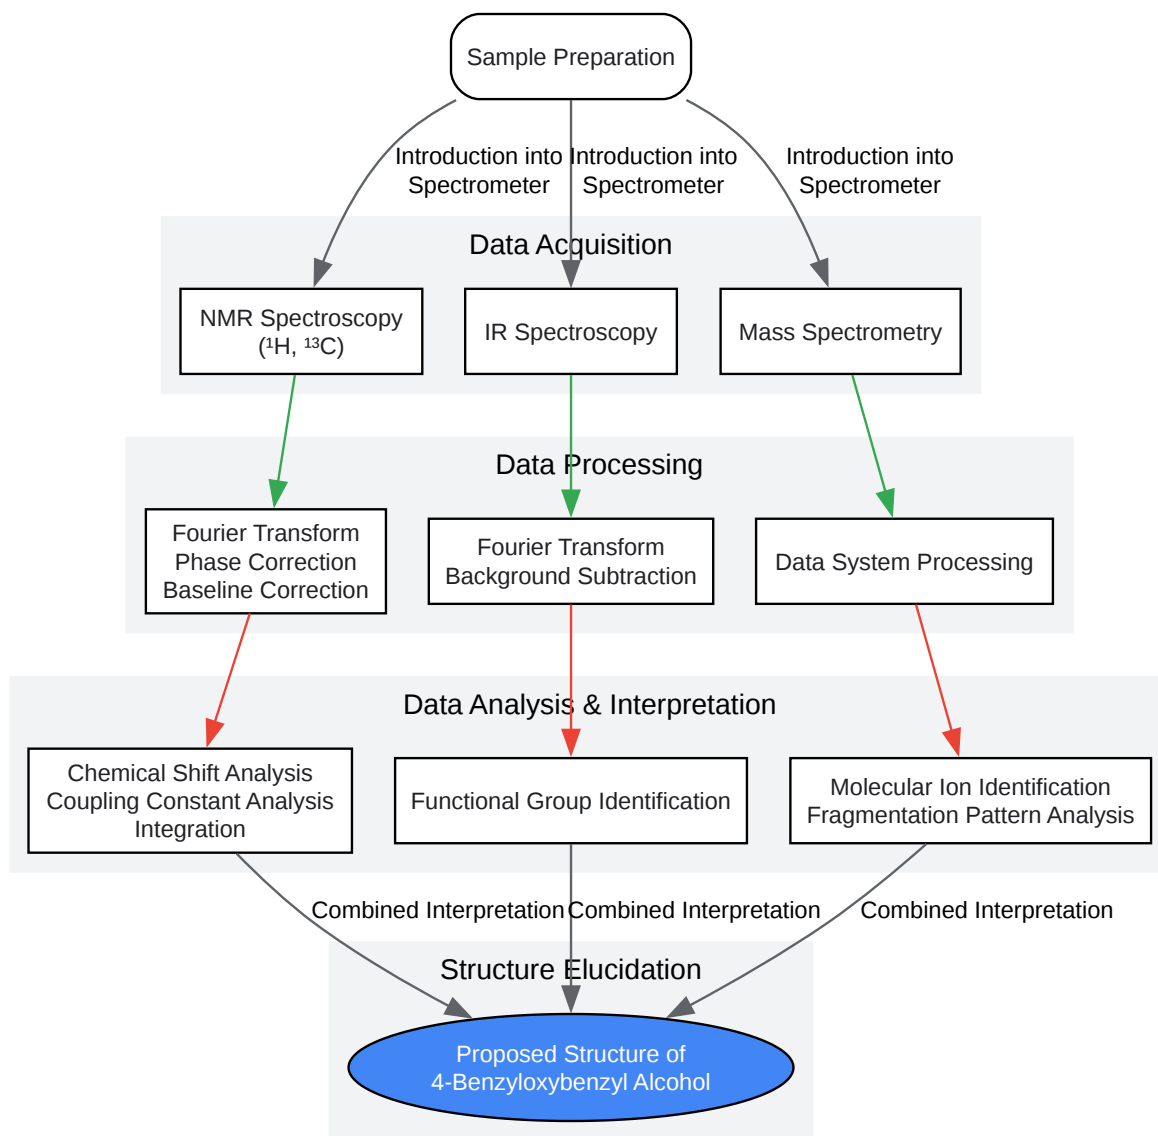 Sample Preparation
Introduction into
Spectrometer
Introduction into
Spectrometer
Introduction into
Spectrometer
Data Acquisition
NMR Spectroscopy
(¹H, ¹³C)
IR Spectroscopy
Mass Spectrometry
Data Processing
Fourier Transform
Phase Correction
Baseline Correction
Fourier Transform
Background Subtraction
Data System Processing
Data Analysis & Interpretation
Chemical Shift Analysis
Coupling Constant Analysis
Integration
Functional Group Identification
Molecular Ion Identification
Fragmentation Pattern Analysis
Combined Interpretation
Combined Interpretation
Combined Interpretation
Structure Elucidation
Proposed Structure of
4-Benzyloxybenzyl Alcohol